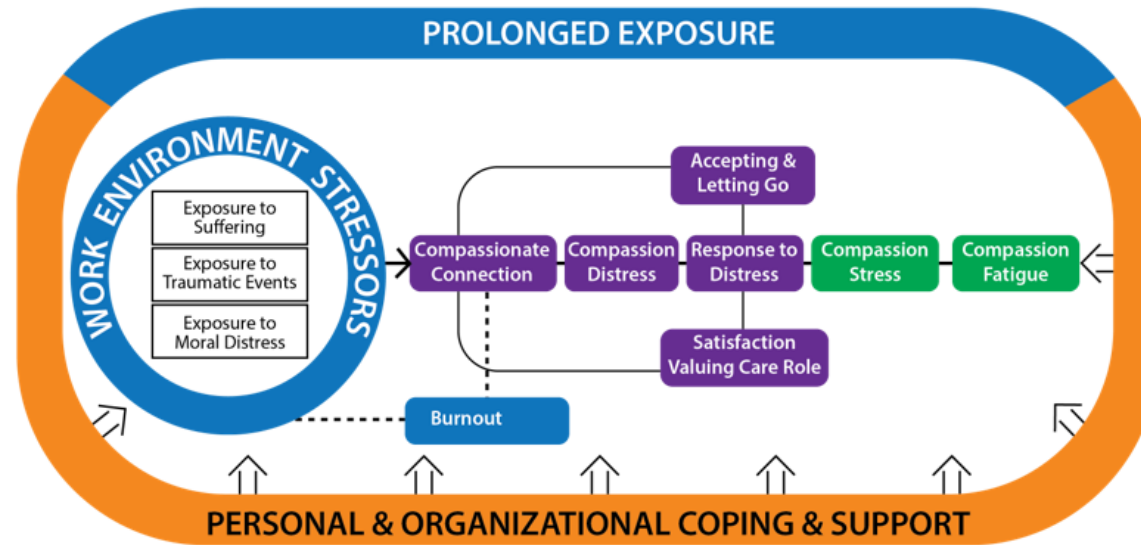 PROLONGED EXPOSURE
WORK ENVIRONMENT STRESSORS
Exposure to
Suffering
Exposure to
Traumatic Events
Exposure to
Moral Distress
Accepting &
Letting Go
Compassionate
Connection
Compassion
Distress
Response to
Distress
Compassion
Stress
Compassion
Fatigue
Satisfaction
Valuing Care Role
Burnout
PERSONAL & ORGANIZATIONAL COPING & SUPPORT